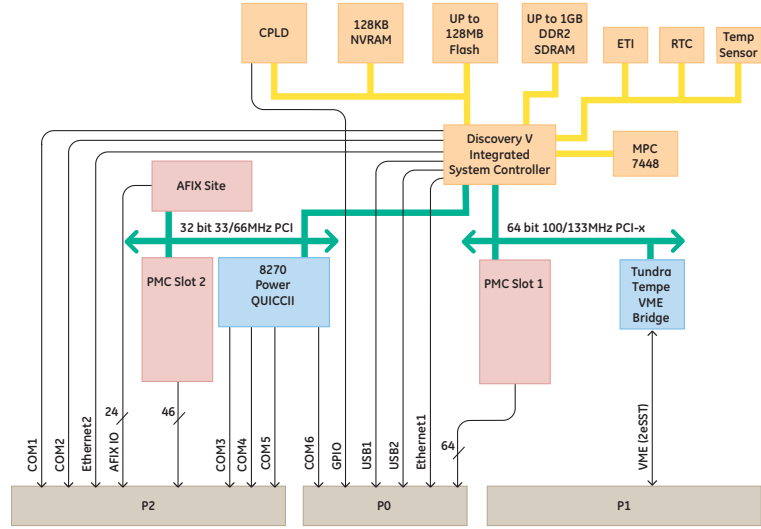 CPLD
128KB
NVRAM
UP to
128MB
Flash
UP to 1GB
DDR2
SDRAM
ETI
RTC
Temp
Sensor
Discovery V
Integrated
System Controller
MPC
7448
AFIX Site
32 bit 33/66MHz PCI
64 bit 100/133MHz PCI-x
PMC Slot 2
8270
Power
QUICCII
PMC Slot 1
Tundra
Tempe
VME
Bridge
COM1
COM2
Ethernet2
AFIX IO
24
46
COM3
COM4
COM5
COM6
GPIO
USB1
USB2
Ethernet1
64
VME (2eSST)
P2
P0
P1